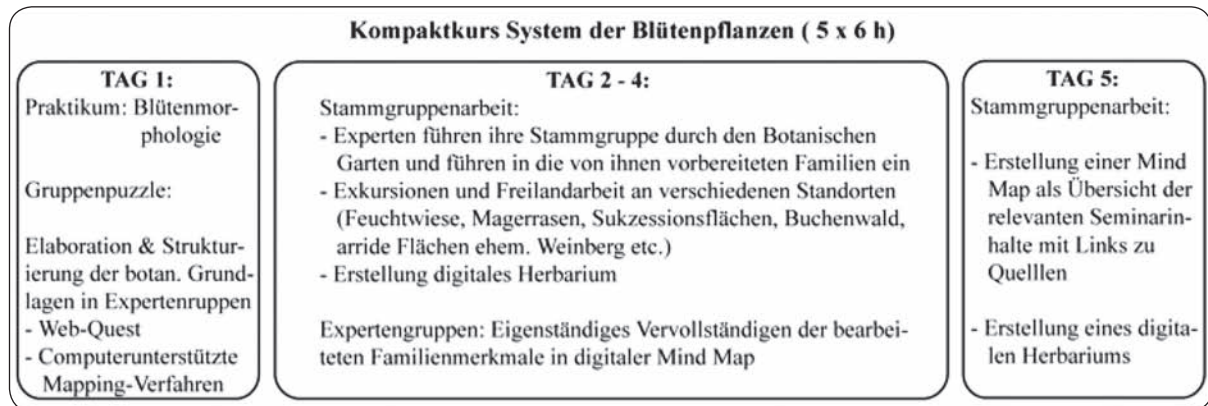 Kompaktkurs System der Blütenpflanzen ( 5 x 6 h)
TAG 1:
Praktikum: Blütenmor-
phologie
Gruppenpuzzle:
Elaboration & Struktur-
ierung der botan. Grund-
lagen in Expertenruppen
- Web-Quest
- Computerunterstützte
Mapping-Verfahren
TAG 2 - 4:
Stammgruppenarbeit:
- Experten führen ihre Stammgruppe durch den Botanischen
Garten und führen in die von ihnen vorbereiteten Familien ein
- Exkursionen und Freilandarbeit an verschiedenen Standorten
(Feuchtwiese, Magerrasen, Sukzessionsflächen, Buchenwald,
arride Flächen ehem. Weinberg etc.)
- Erstellung digitales Herbarium
Expertengruppen: Eigenständiges Vervollständigen der bearbei-
teten Familienmerkmale in digitaler Mind Map
TAG 5:
Stammgruppenarbeit:
- Erstellung einer Mind
Map als Übersicht der
relevanten Seminarin-
halte mit Links zu
Quelllen
- Erstellung eines digita-
len Herbariums